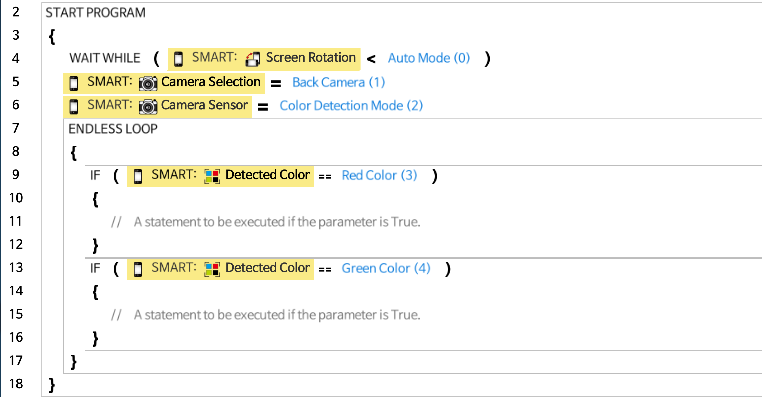 2 START PROGRAM
3 {
4 WAIT WHILE ( SMART: Screen Rotation < Auto Mode (0) )
5 SMART: Camera Selection = Back Camera (1)
6 SMART: Camera Sensor = Color Detection Mode (2)
7 ENDLESS LOOP
8 {
9 IF ( SMART: Detected Color == Red Color (3) )
10 {
11 // A statement to be executed if the parameter is True.
12 }
13 IF ( SMART: Detected Color == Green Color (4) )
14 {
15 // A statement to be executed if the parameter is True.
16 }
17 }
18 }